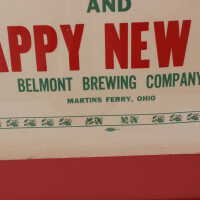 AND
APPY NEW
BELMONT BREWING COMPANY
MARTINS FERRY, OHIO